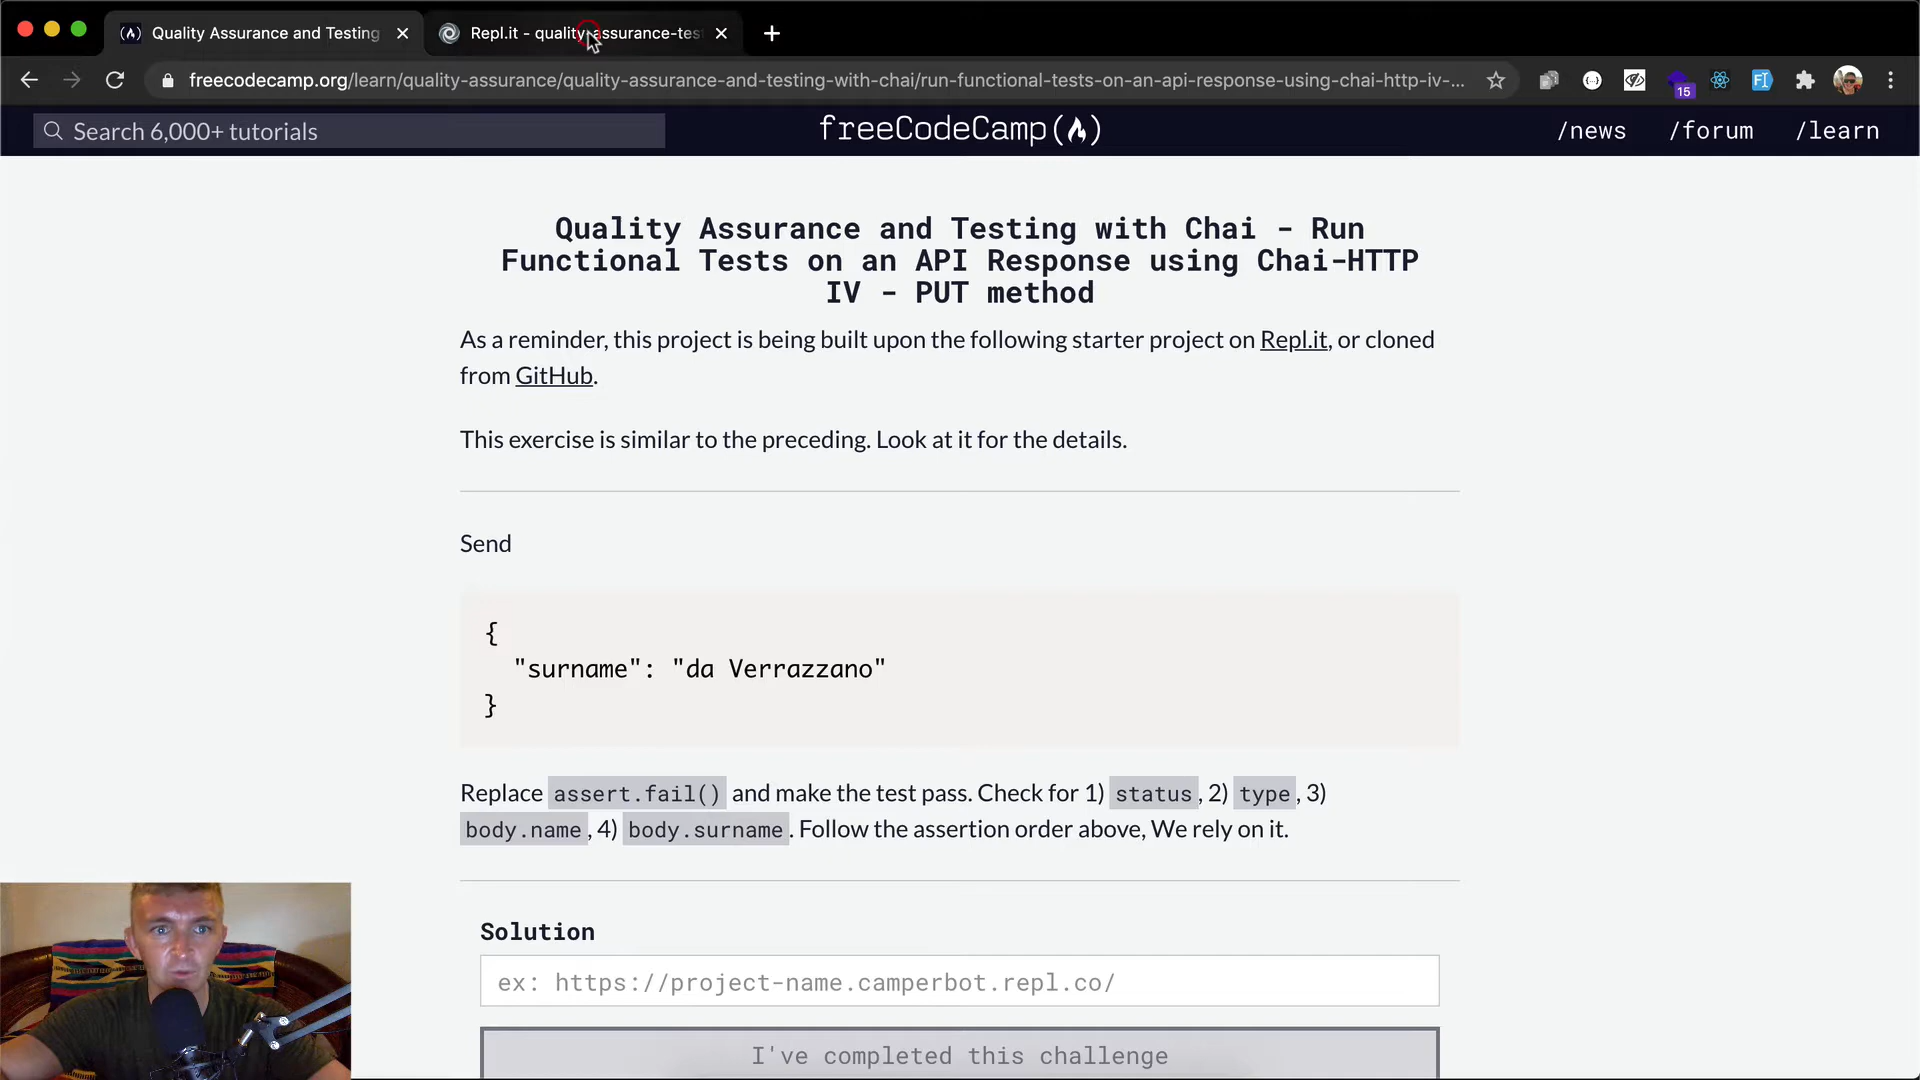 Quality Assurance and Testing
Repl.it - quality-assurance-tes
freecodecamp.org/learn/quality-assurance/quality-assurance-and-testing-with-chai/run-functional-tests-on-an-api-response-using-chai-http-iv-...
15
Search 6,000+ tutorials
freeCodeCamp(🔥)
/news
/forum
/learn
Quality Assurance and Testing with Chai - Run
Functional Tests on an API Response using Chai-HTTP
IV - PUT method
As a reminder, this project is being built upon the following starter project on Repl.it, or cloned
from GitHub.
This exercise is similar to the preceding. Look at it for the details.
Send
{
"surname": "da Verrazzano"
}
Replace assert.fail() and make the test pass. Check for 1) status, 2) type, 3)
body.name, 4) body.surname. Follow the assertion order above, We rely on it.
Solution
ex: https://project-name.camperbot.repl.co/
I've completed this challenge